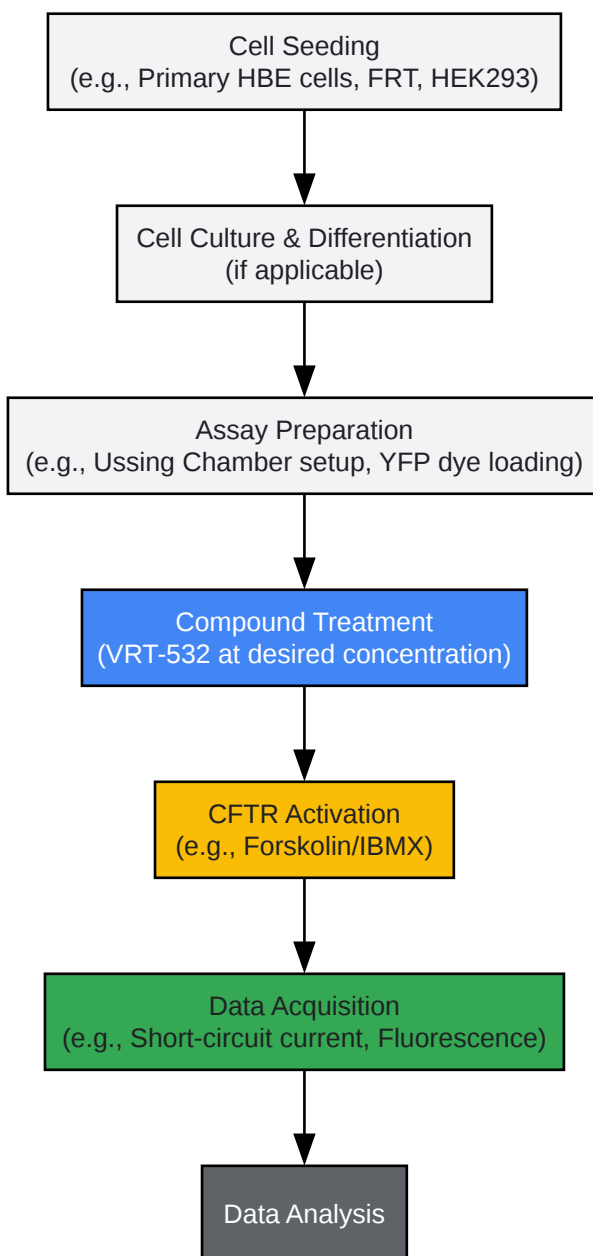 Cell Seeding
(e.g., Primary HBE cells, FRT, HEK293)
Cell Culture & Differentiation
(if applicable)
Assay Preparation
(e.g., Ussing Chamber setup, YFP dye loading)
Compound Treatment
(VRT-532 at desired concentration)
CFTR Activation
(e.g., Forskolin/IBMX)
Data Acquisition
(e.g., Short-circuit current, Fluorescence)
Data Analysis